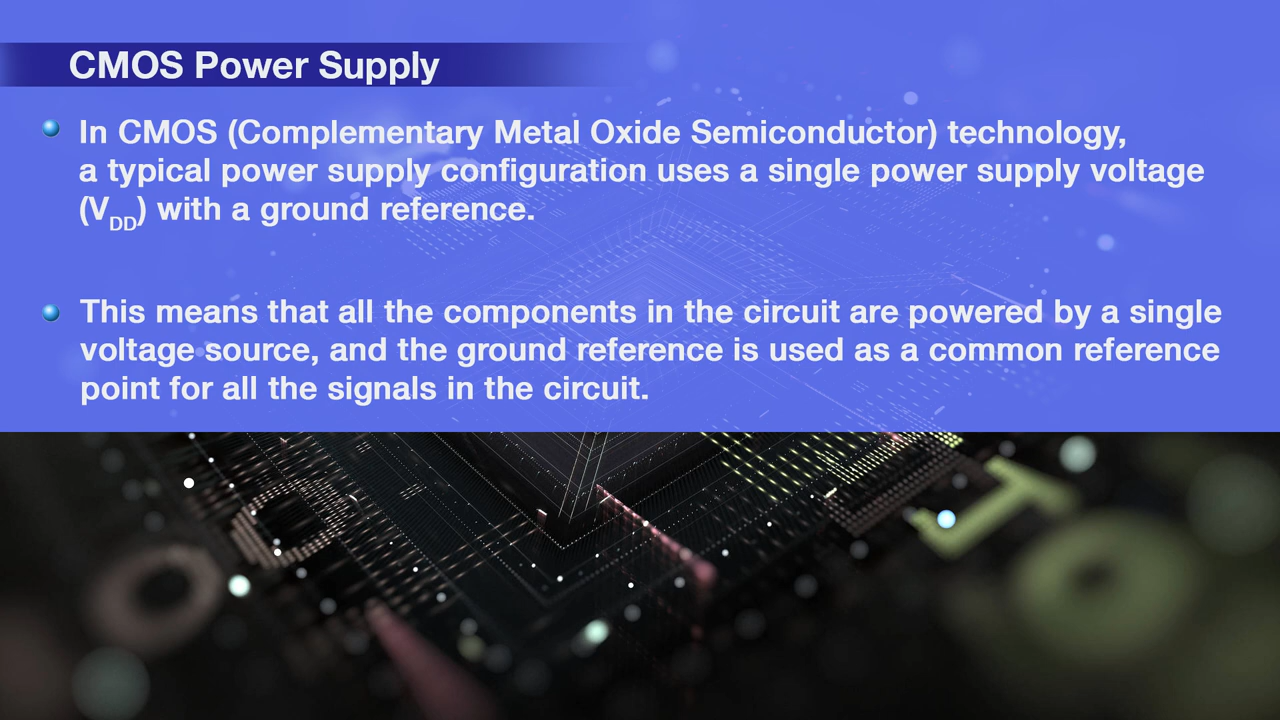 CMOS Power Supply
In CMOS (Complementary Metal Oxide Semiconductor) technology,
a typical power supply configuration uses a single power supply voltage
(VDD) with a ground reference.
This means that all the components in the circuit are powered by a single
voltage source, and the ground reference is used as a common reference
point for all the signals in the circuit.